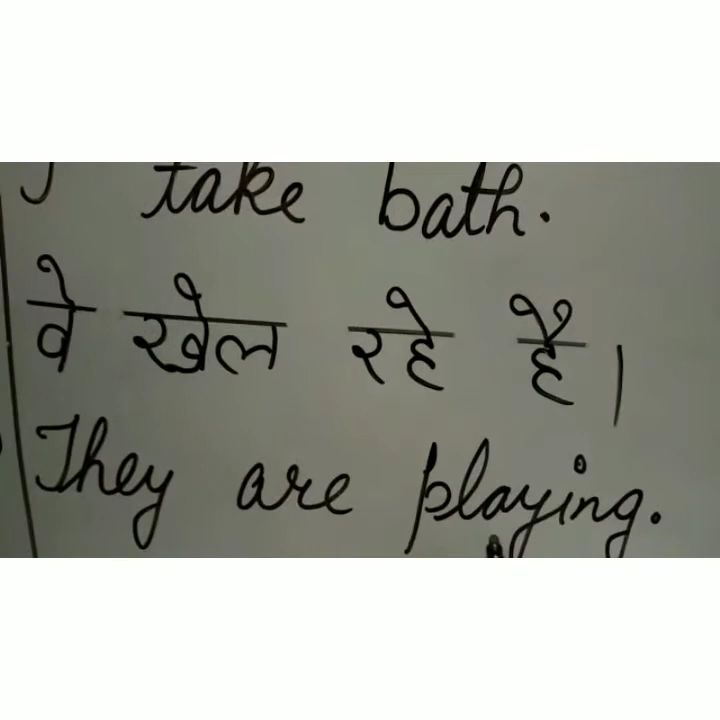 I take bath.
वे खेल रहे है।
They are playing.